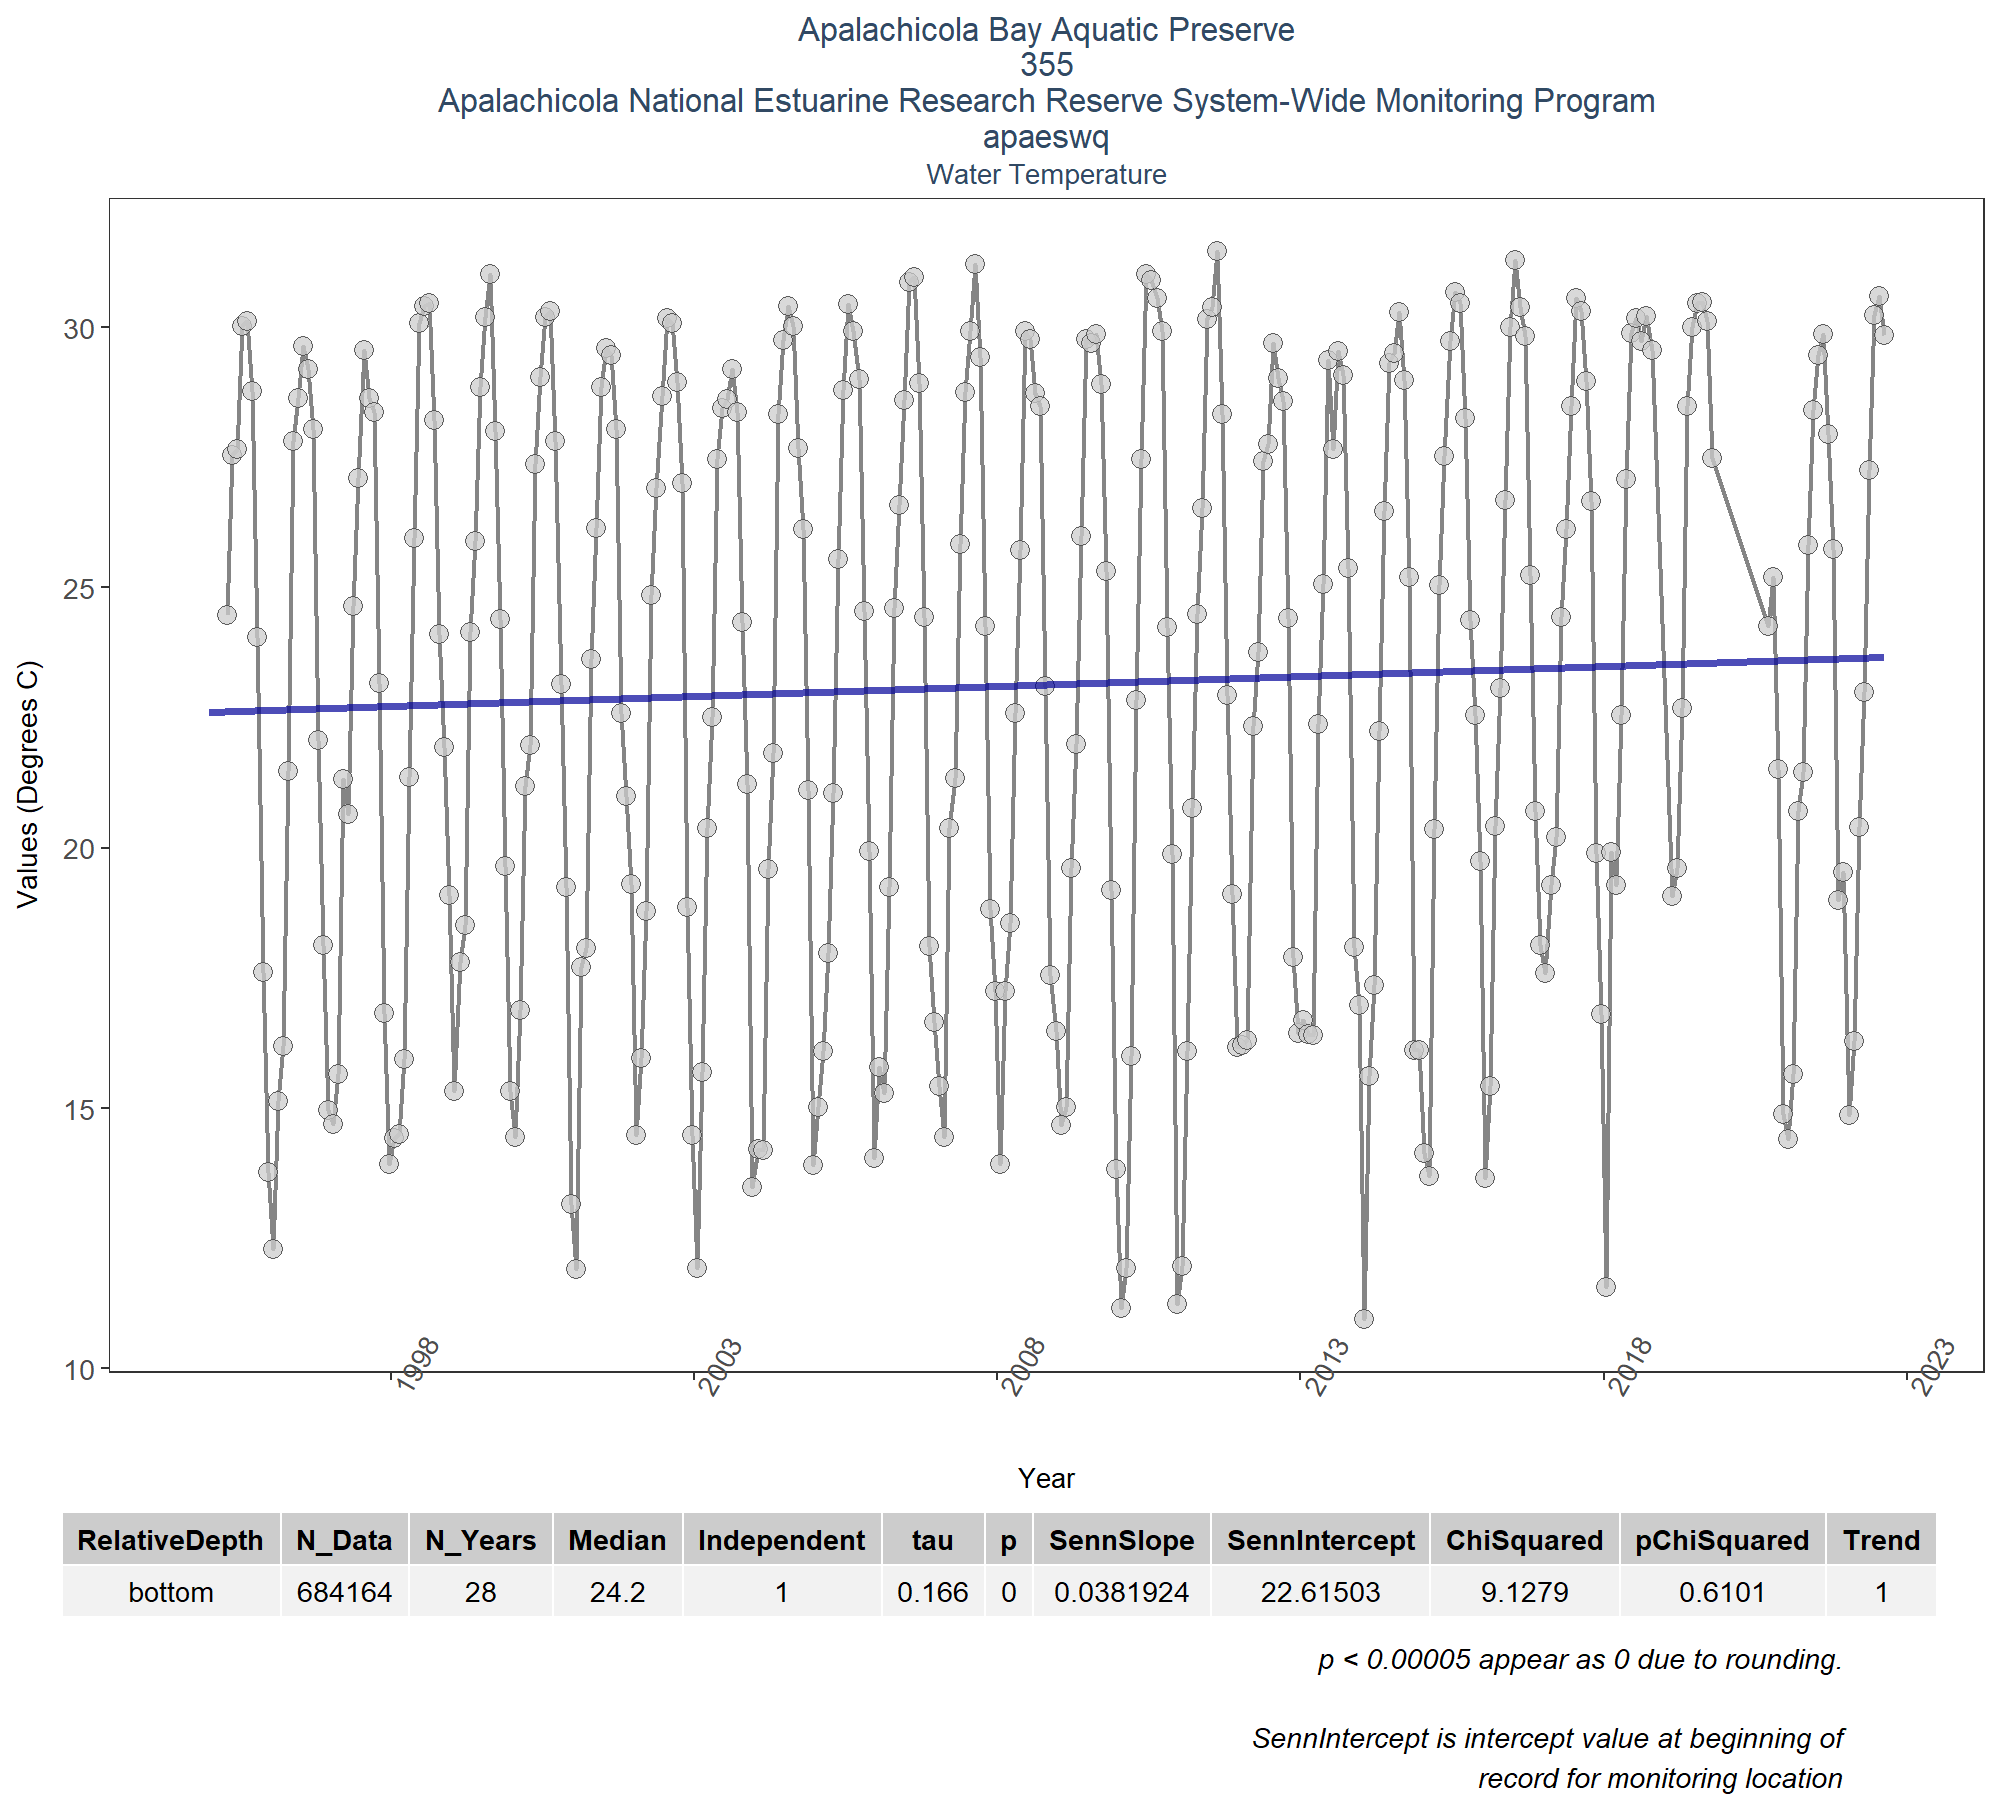 Apalachicola Bay Aquatic Preserve
355
Apalachicola National Estuarine Research Reserve System-Wide Monitoring Program
apaeswq
Water Temperature
Values (Degrees C)
30
25
20
15
10
1998 2003 2008 2013 2018 2023
Year
RelativeDepth N_Data N_Years Median Independent tau p SennSlope SennIntercept ChiSquared pChiSquared Trend
bottom 684164 28 24.2 1 0.166 0 0.0381924 22.61503 9.1279 0.6101 1
p < 0.00005 appear as 0 due to rounding.
SennIntercept is intercept value at beginning of
record for monitoring location